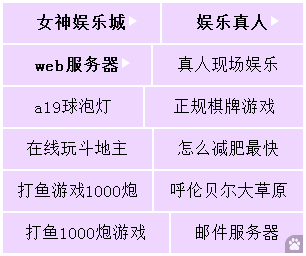 女神娱乐城 娱乐真人
web服务器 真人现场娱乐
a19球泡灯 正规棋牌游戏
在线玩斗地主 怎么减肥最快
打鱼游戏1000炮 呼伦贝尔大草原
打鱼1000炮游戏 邮件服务器